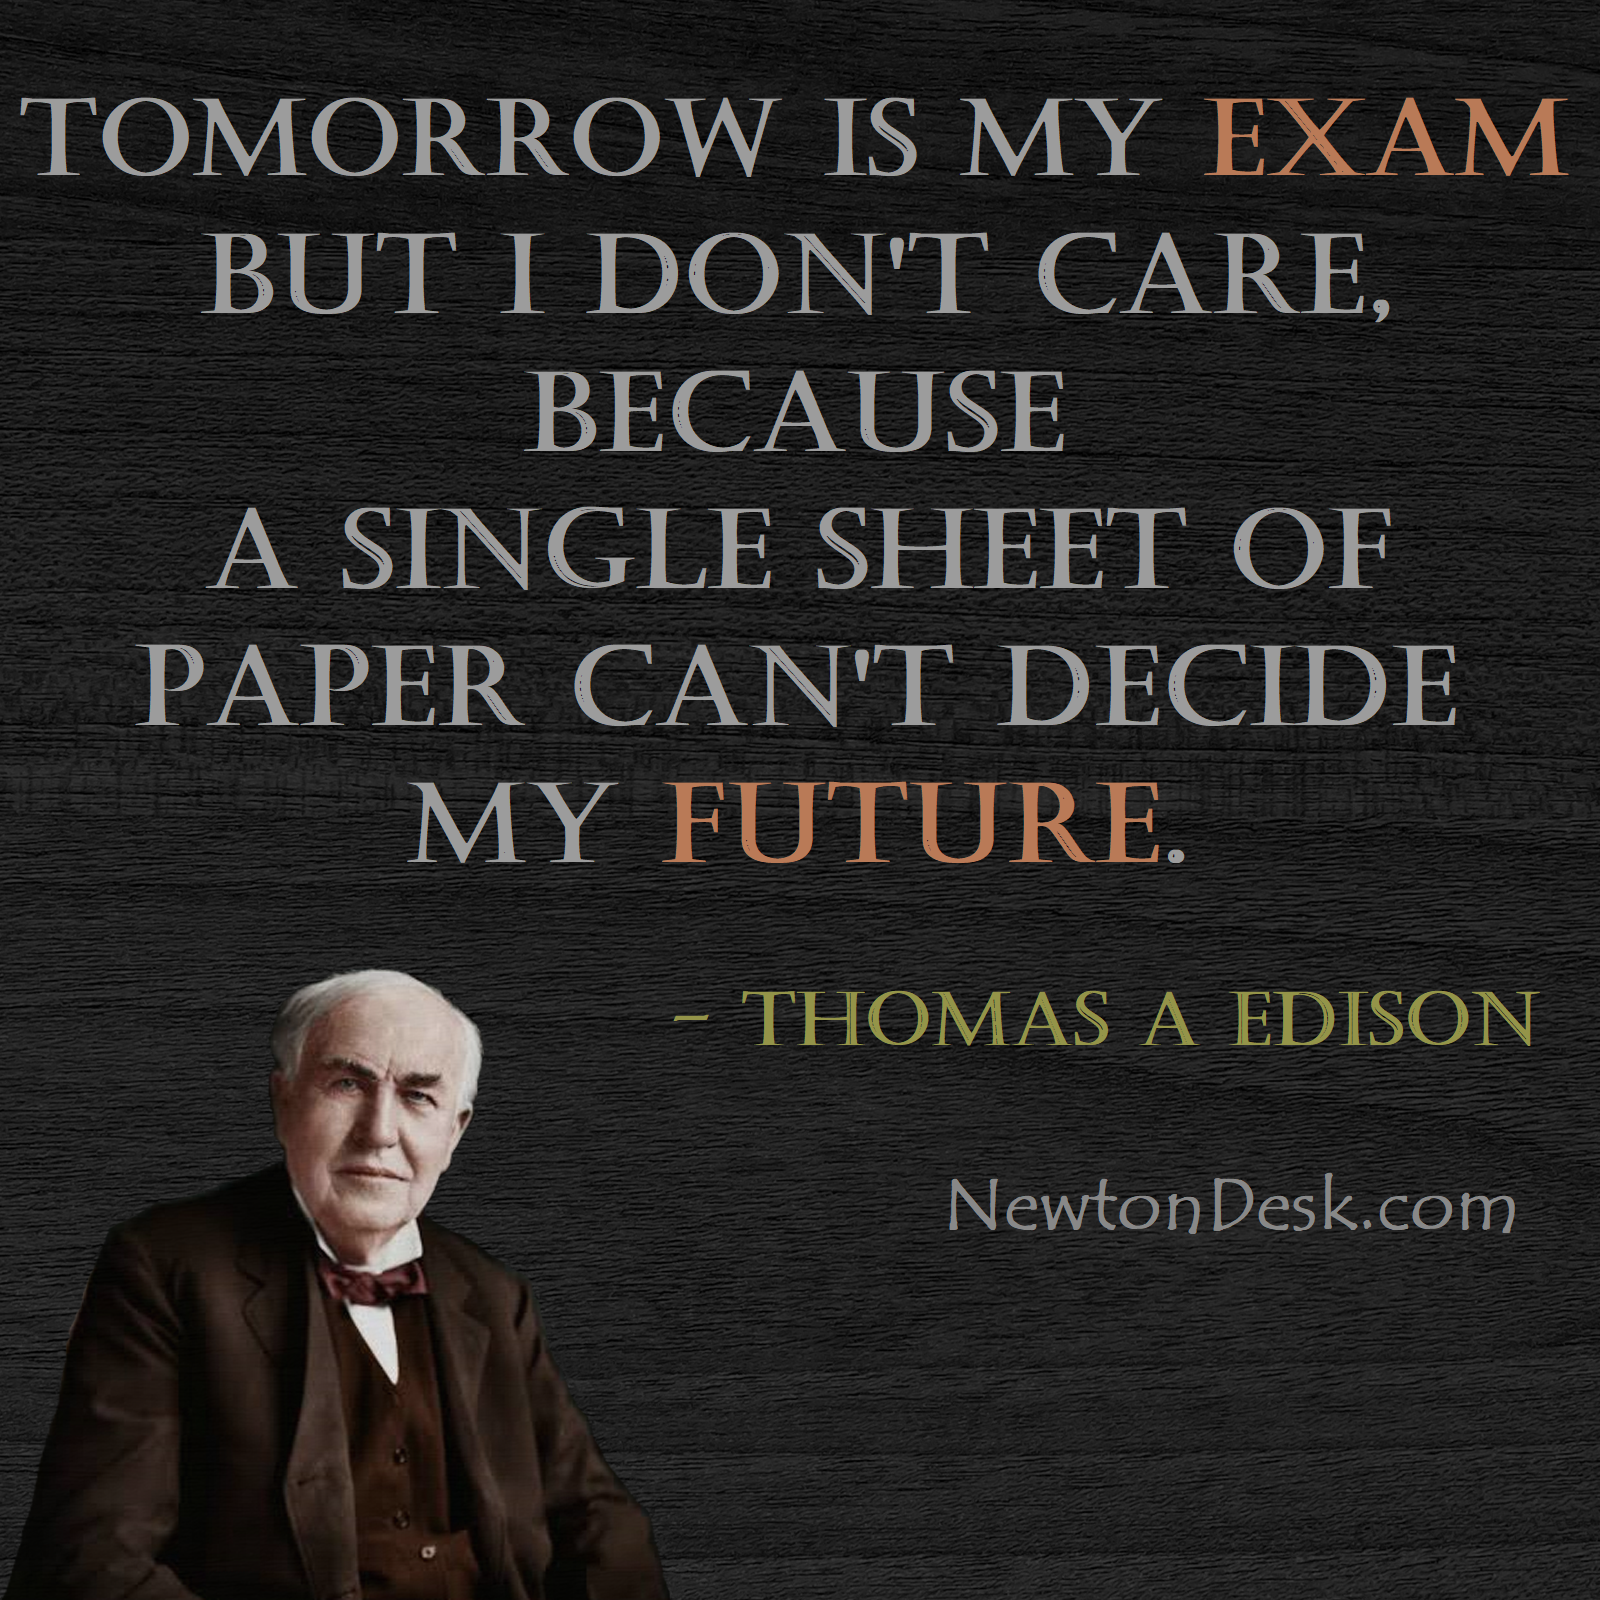 TOMORROW IS MY EXAM
BUT I DON'T CARE,
BECAUSE
A SINGLE SHEET OF
PAPER CAN'T DECIDE
MY FUTURE.
- THOMAS A EDISON
NewtonDesk.com